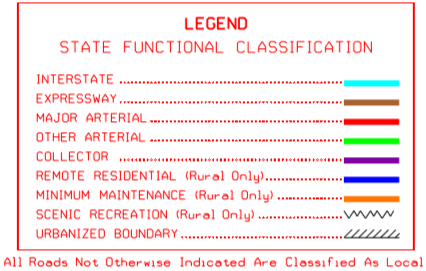 LEGEND
STATE FUNCTIONAL CLASSIFICATION
INTERSTATE
EXPRESSWAY
MAJOR ARTERIAL
OTHER ARTERIAL
COLLECTOR
REMOTE RESIDENTIAL (Rural Only)
MINIMUM MAINTENANCE (Rural Only)
SCENIC RECREATION (Rural Only)
URBANIZED BOUNDARY
All Roads Not Otherwise Indicated Are Classified As Local